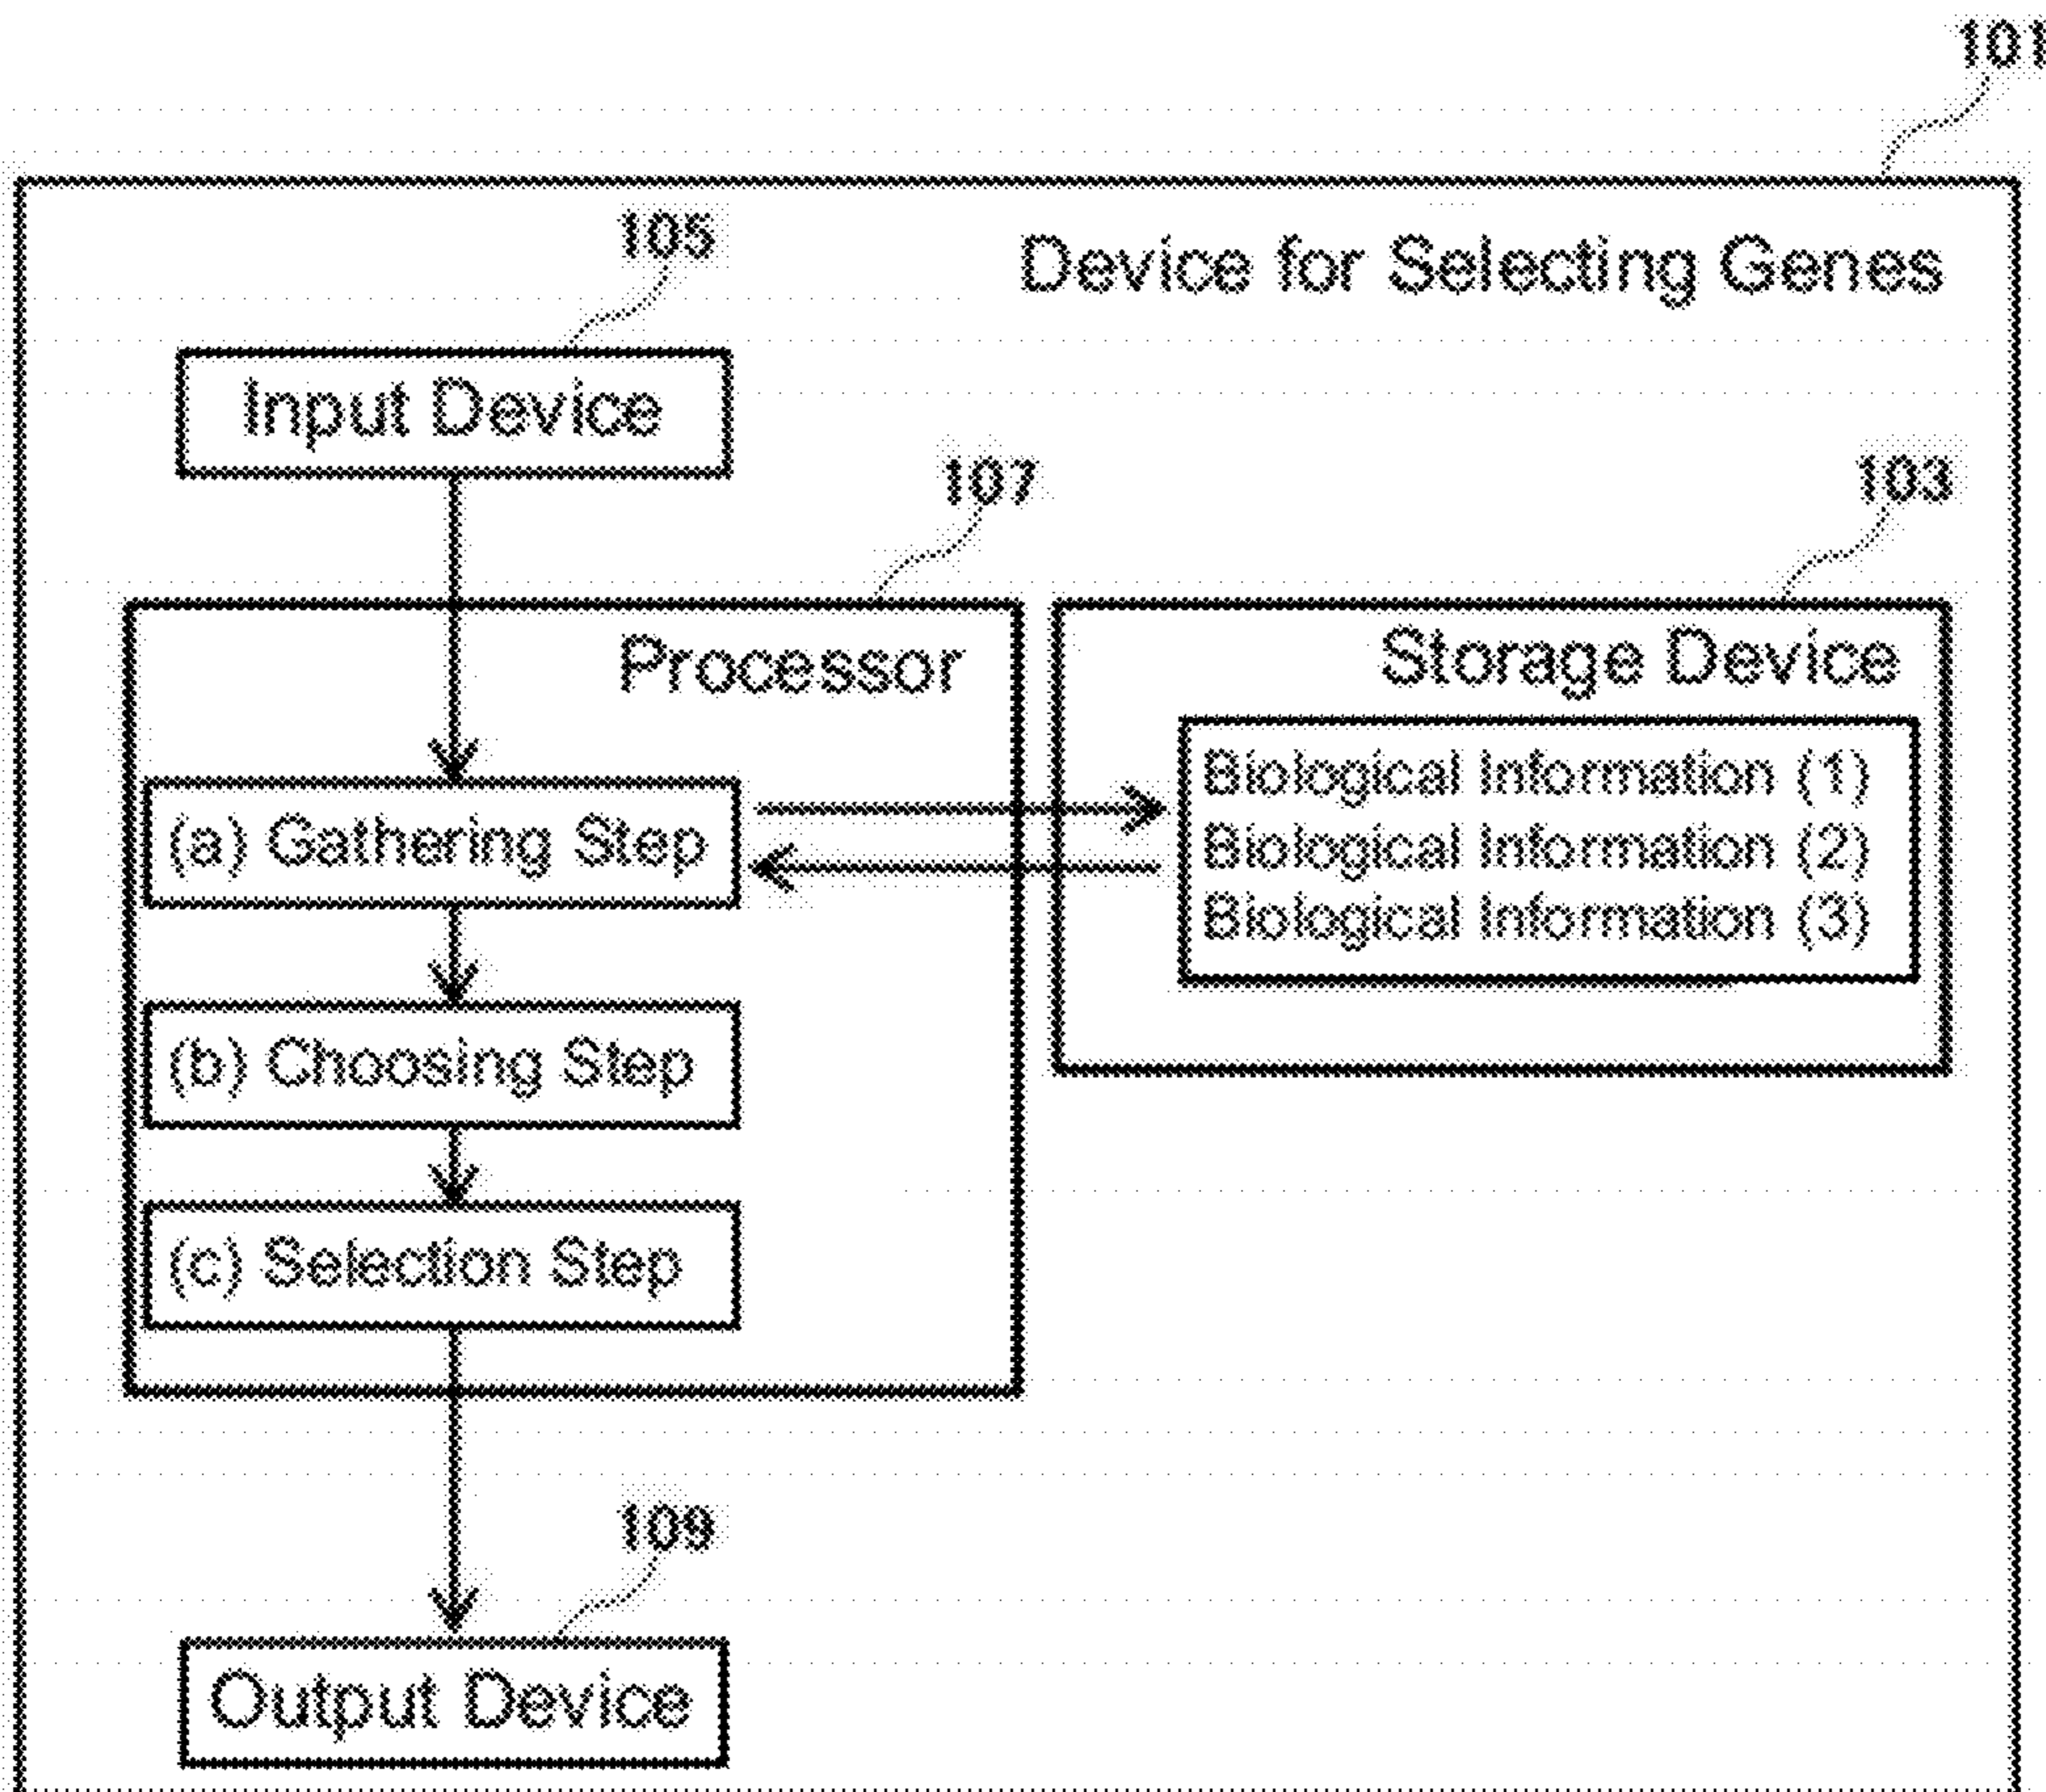 101
105
Device for Selecting Genes
Input Device
107
103
Processor
Storage Device
Biological Information (1)
Biological Information (2)
Biological Information (3)
(a) Gathering Step
(b) Choosing Step
(c) Selection Step
109
Output Device